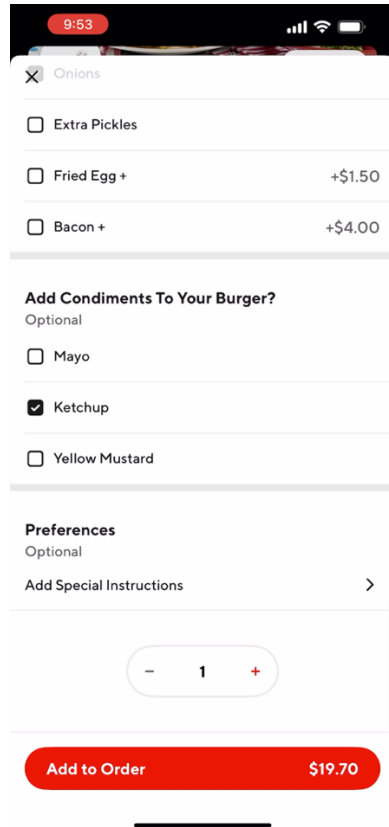 9:53
Onions
Extra Pickles
Fried Egg + +$1.50
Bacon + +$4.00
Add Condiments To Your Burger?
Optional
Mayo
Ketchup
Yellow Mustard
Preferences
Optional
Add Special Instructions
− 1 +
Add to Order $19.70